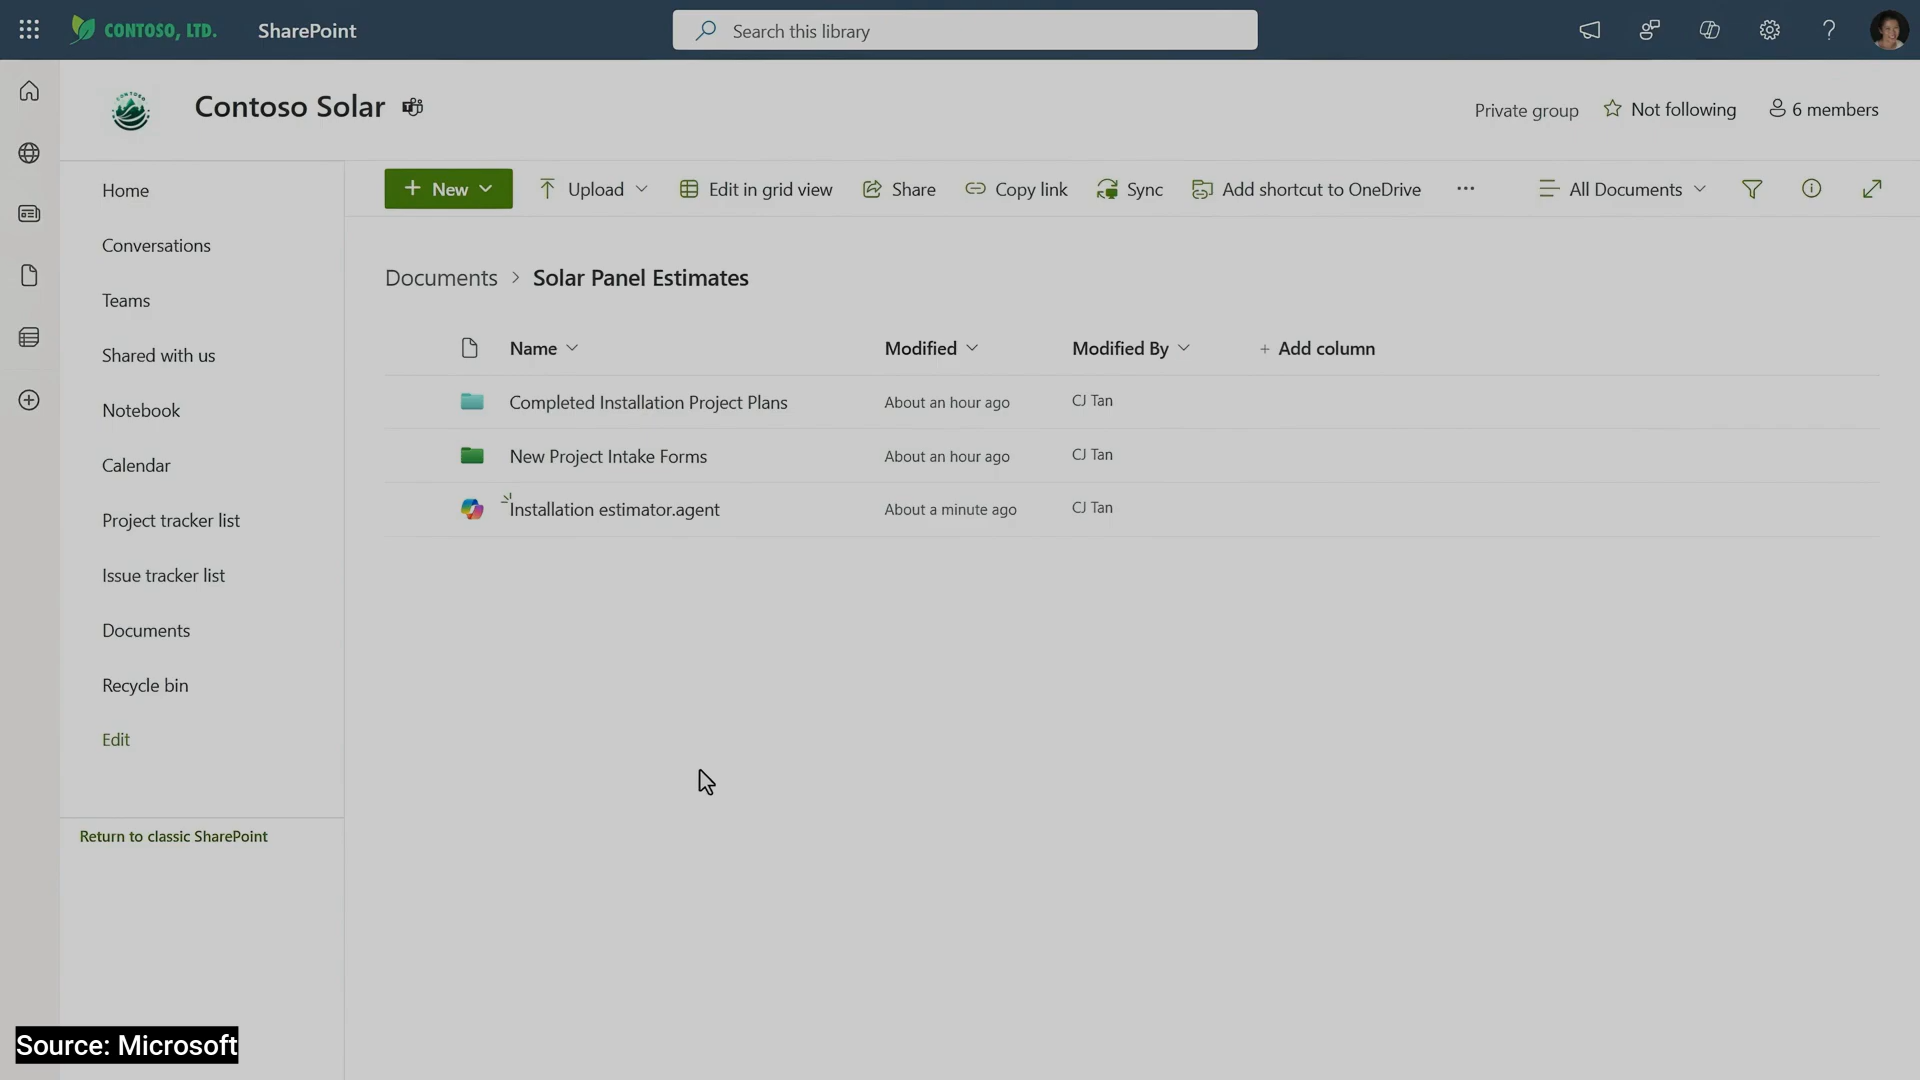 CONTOSO, LTD.
SharePoint
Search this library
Contoso Solar
Private group
Not following
6 members
Home
Conversations
Teams
Shared with us
Notebook
Calendar
Project tracker list
Issue tracker list
Documents
Recycle bin
Edit
Return to classic SharePoint
+ New
Upload
Edit in grid view
Share
Copy link
Sync
Add shortcut to OneDrive
...
All Documents
Documents > Solar Panel Estimates
Name
Modified
Modified By
+ Add column
Completed Installation Project Plans
About an hour ago
CJ Tan
New Project Intake Forms
About an hour ago
CJ Tan
Installation estimator.agent
About a minute ago
CJ Tan
Source: Microsoft